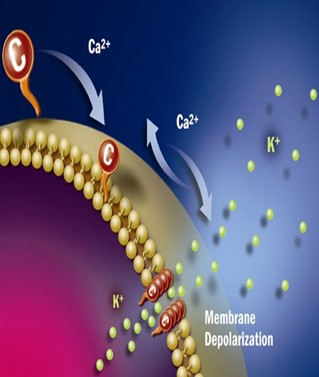 C
Ca2+
C
Ca2+
K+
K+
C
C
Membrane
Depolarization